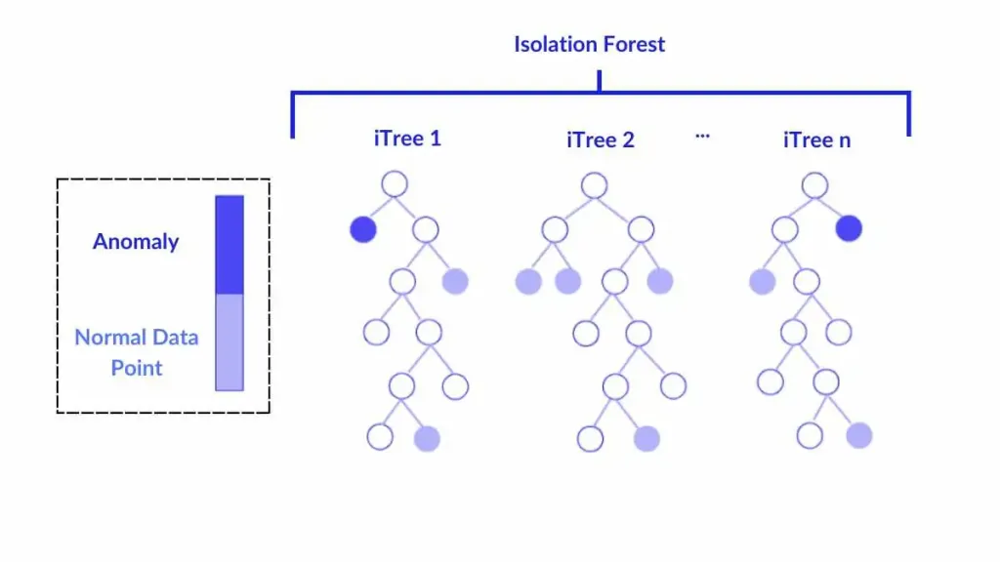 Isolation Forest
iTree 1
iTree 2
...
iTree n
Anomaly
Normal Data
Point